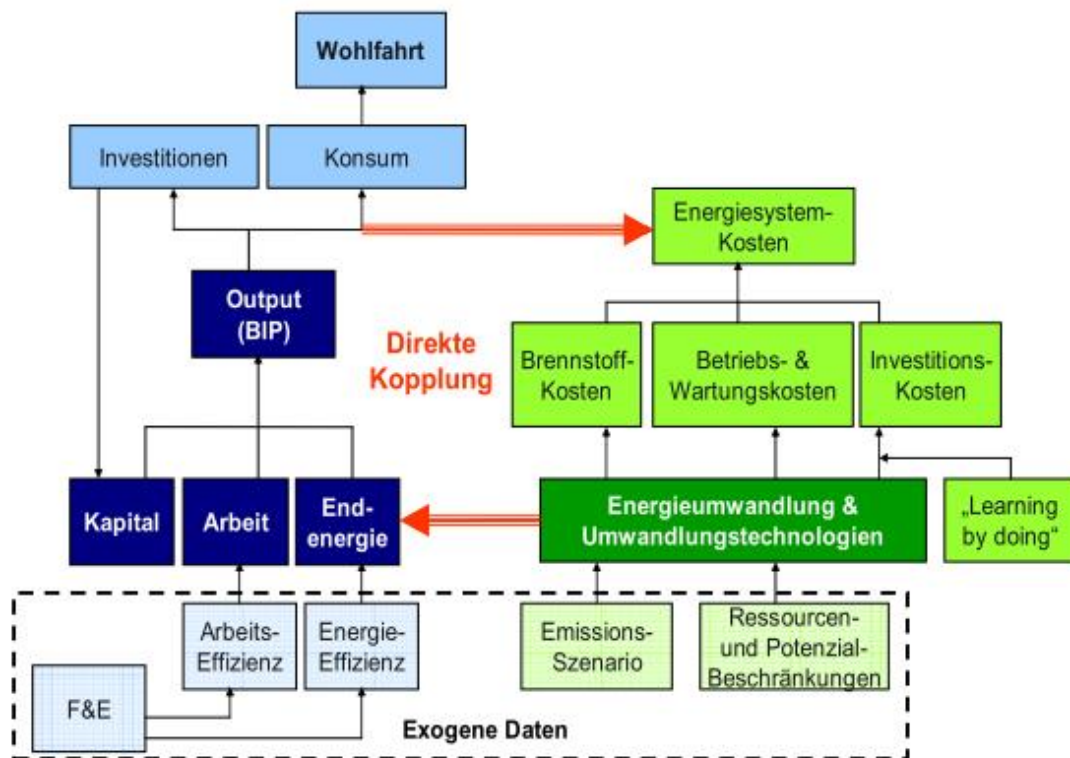 Wohlfahrt
Investitionen
Konsum
Energiesystem-
Kosten
Output
(BIP)
Direkte
Kopplung
Brennstoff-
Kosten
Betriebs- &
Wartungskosten
Investitions-
Kosten
Kapital
Arbeit
End-
energie
Energieumwandlung &
Umwandlungstechnologien
„Learning
by doing“
Arbeits-
Effizienz
Energie-
Effizienz
Emissions-
Szenario
Ressourcen-
und Potenzial-
Beschränkungen
F&E
Exogene Daten